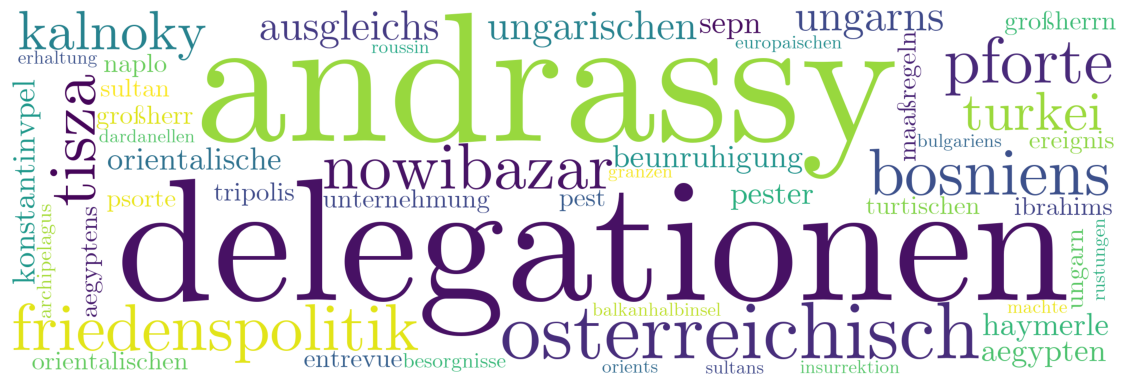 kalnoky
ausgleichs
ungarischen
sepn
ungarns
großherrn
roussin
europaischen
erhaltung
naplo
andrassy
pforte
sultan
tisza
maaßregeln
turkei
großherr
dardanellen
konstantinvpel
bulgariens
ereignis
orientalische
nowibazar
beunruhigung
granzen
bosniens
psorte
tripolis
unternehmung
pest
pester
turtischen
ibrahims
delegationen
archipelagus
aegyptens
ungarn
rustungen
friedenspolitik
balkanhalbinsel
machte
osterreichisch
haymerle
orientalischen
entrevue
besorgnisse
orients
sultans
insurrektion
aegypten